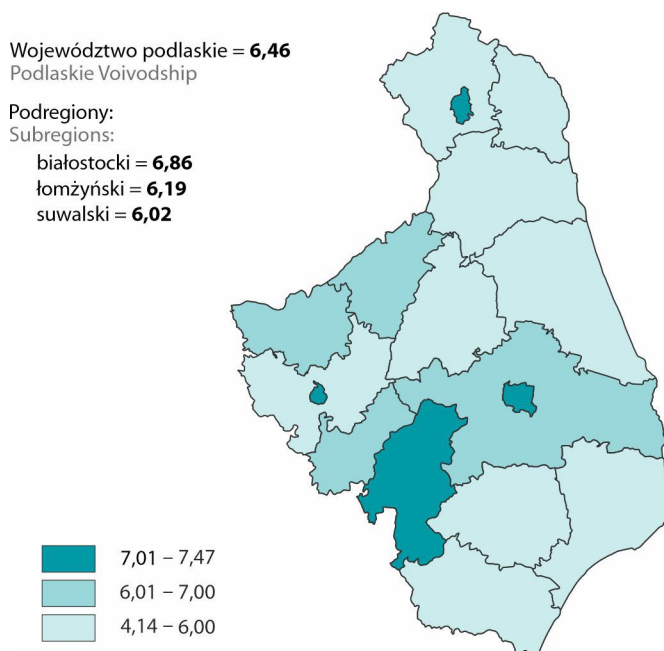 Województwo podlaskie = 6,46
Podlaskie Voivodship
Podregiony:
Subregions:
białostocki = 6,86
łomżyński = 6,19
suwalski = 6,02
7,01 – 7,47
6,01 – 7,00
4,14 – 6,00